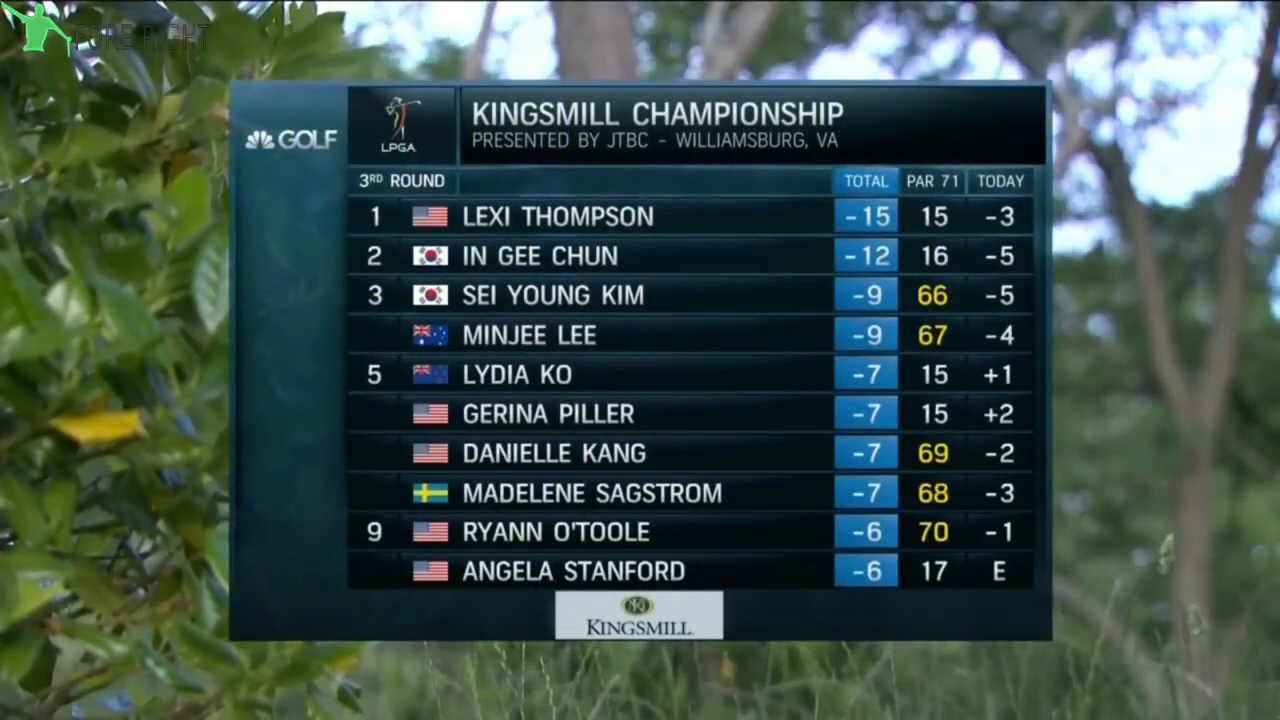 FORE RIGHT
GOLF
LPGA
KINGSMILL CHAMPIONSHIP
PRESENTED BY JTBC - WILLIAMSBURG, VA
3RD ROUND TOTAL PAR 71 TODAY
1 LEXI THOMPSON -15 15 -3
2 IN GEE CHUN -12 16 -5
3 SEI YOUNG KIM -9 66 -5
MINJEE LEE -9 67 -4
5 LYDIA KO -7 15 +1
GERINA PILLER -7 15 +2
DANIELLE KANG -7 69 -2
MADELENE SAGSTROM -7 68 -3
9 RYANN O'TOOLE -6 70 -1
ANGELA STANFORD -6 17 E
KINGSMILL